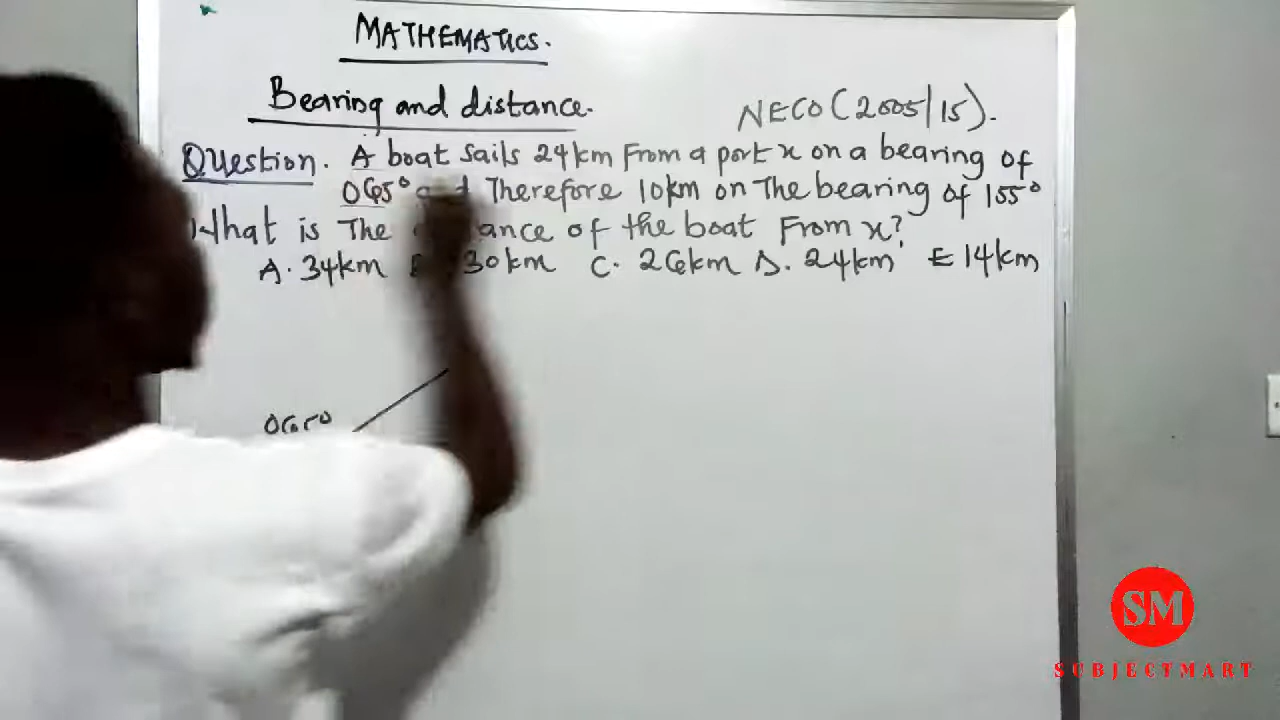 MATHEMATICS.
Bearing and distance.
NECO (2005/15).
Question. A boat sails 24km From a port x on a bearing of
065° Therefore 10km on The bearing of 155°
What is The of the boat From x?
A. 34km 30km C. 26km D. 24km E 14km
065°
SM
SUBJECTMART